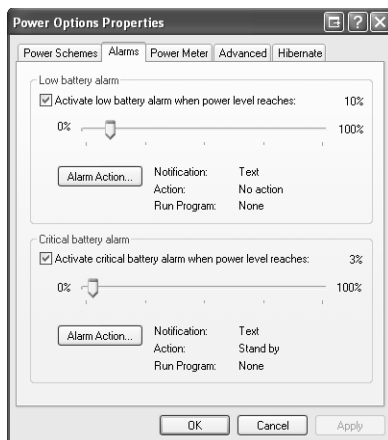 Power Options Properties
Power Schemes Alarms Power Meter Advanced Hibernate
Low battery alarm
Activate low battery alarm when power level reaches: 10%
0% 100%
Alarm Action... Notification: Text
Action: No action
Run Program: None
Critical battery alarm
Activate critical battery alarm when power level reaches: 3%
0% 100%
Alarm Action... Notification: Text
Action: Stand by
Run Program: None
OK Cancel Apply